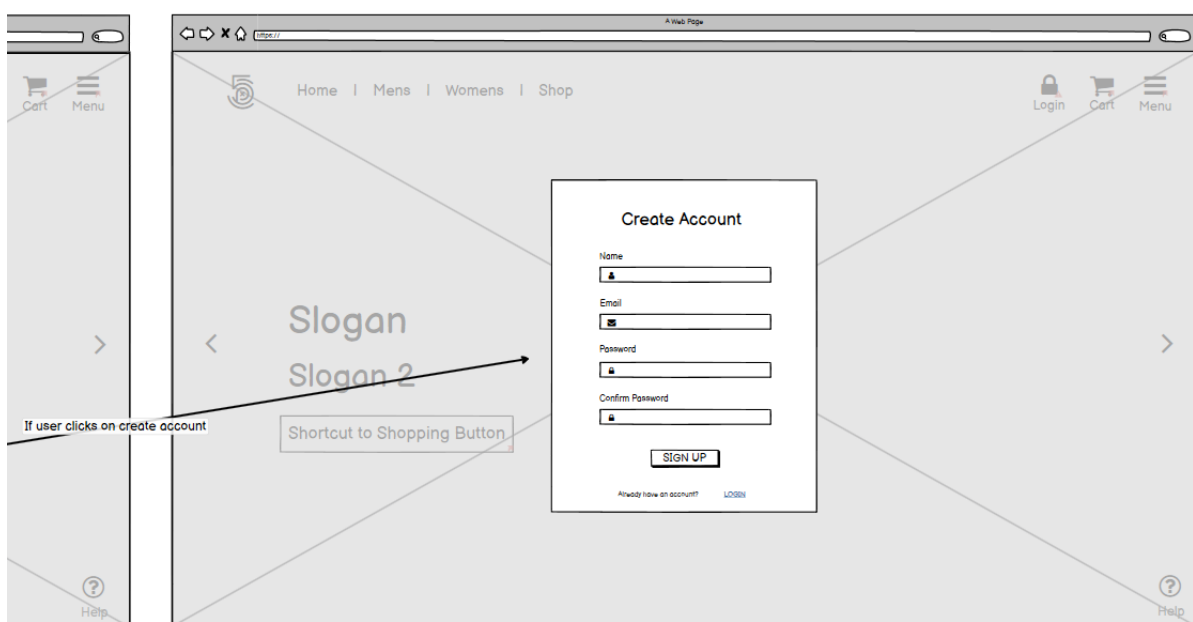 A Web Page
https://
Cart Menu
Home | Mens | Womens | Shop
Login Cart Menu
Create Account
Name
Email
Slogan
Password
Slogan 2
Confirm Password
If user clicks on create account
Shortcut to Shopping Button
SIGN UP
Already have an account? LOGIN
Help
Help